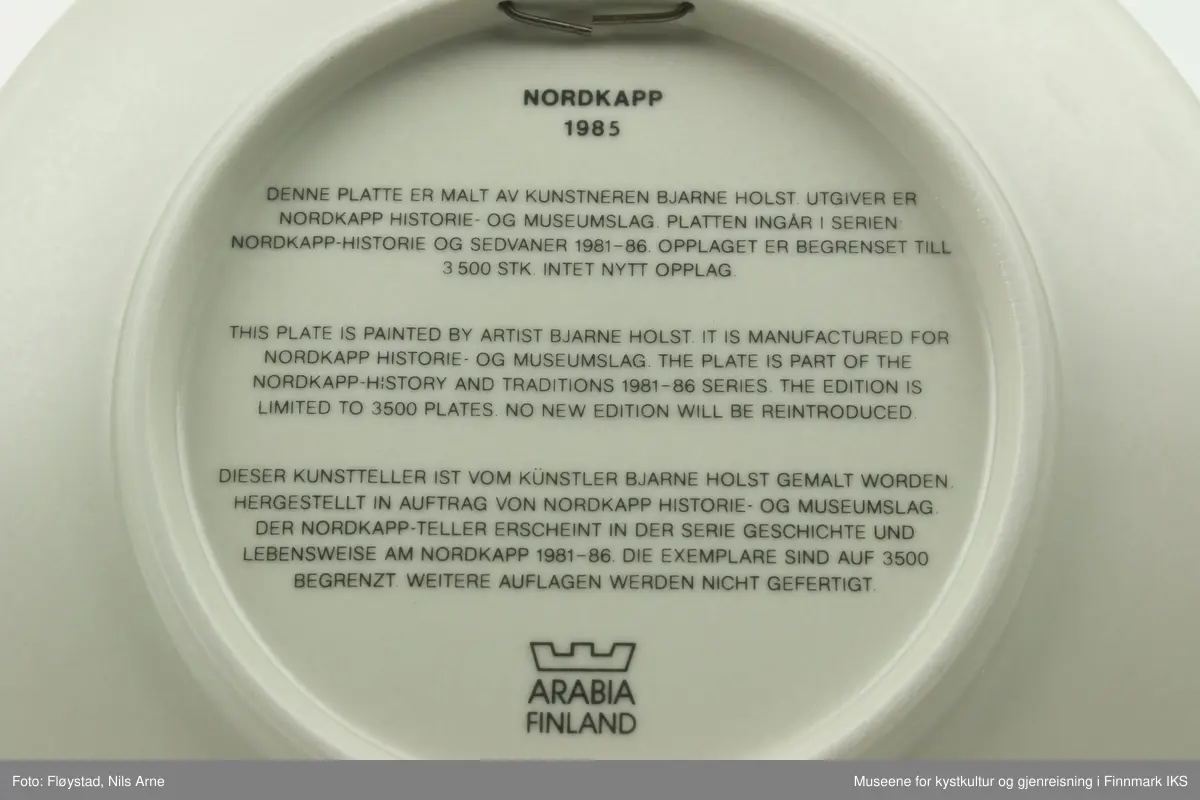 NORDKAPP
1985
DENNE PLATTE ER MALT AV KUNSTNEREN BJARNE HOLST. UTGIVER ER
NORDKAPP HISTORIE- OG MUSEUMSLAG. PLATTEN INGÅR I SERIEN:
NORDKAPP-HISTORIE OG SEDVANER 1981-86. OPPLAGET ER BEGRENSET TILL
3 500 STK. INTET NYTT OPPLAG.
THIS PLATE IS PAINTED BY ARTIST BJARNE HOLST. IT IS MANUFACTURED FOR
NORDKAPP HISTORIE- OG MUSEUMSLAG. THE PLATE IS PART OF THE
NORDKAPP-HISTORY AND TRADITIONS 1981-86 SERIES. THE EDITION IS
LIMITED TO 3500 PLATES. NO NEW EDITION WILL BE REINTRODUCED.
DIESER KUNSTTELLER IST VOM KÜNSTLER BJARNE HOLST GEMALT WORDEN.
HERGESTELLT IN AUFTRAG VON NORDKAPP HISTORIE- OG MUSEUMSLAG.
DER NORDKAPP-TELLER ERSCHEINT IN DER SERIE GESCHICHTE UND
LEBENSWEISE AM NORDKAPP 1981-86. DIE EXEMPLARE SIND AUF 3500
BEGRENZT. WEITERE AUFLAGEN WERDEN NICHT GEFERTIGT.
ARABIA
FINLAND
Foto: Fløystad, Nils Arne
Museene for kystkultur og gjenreisning i Finnmark IKS